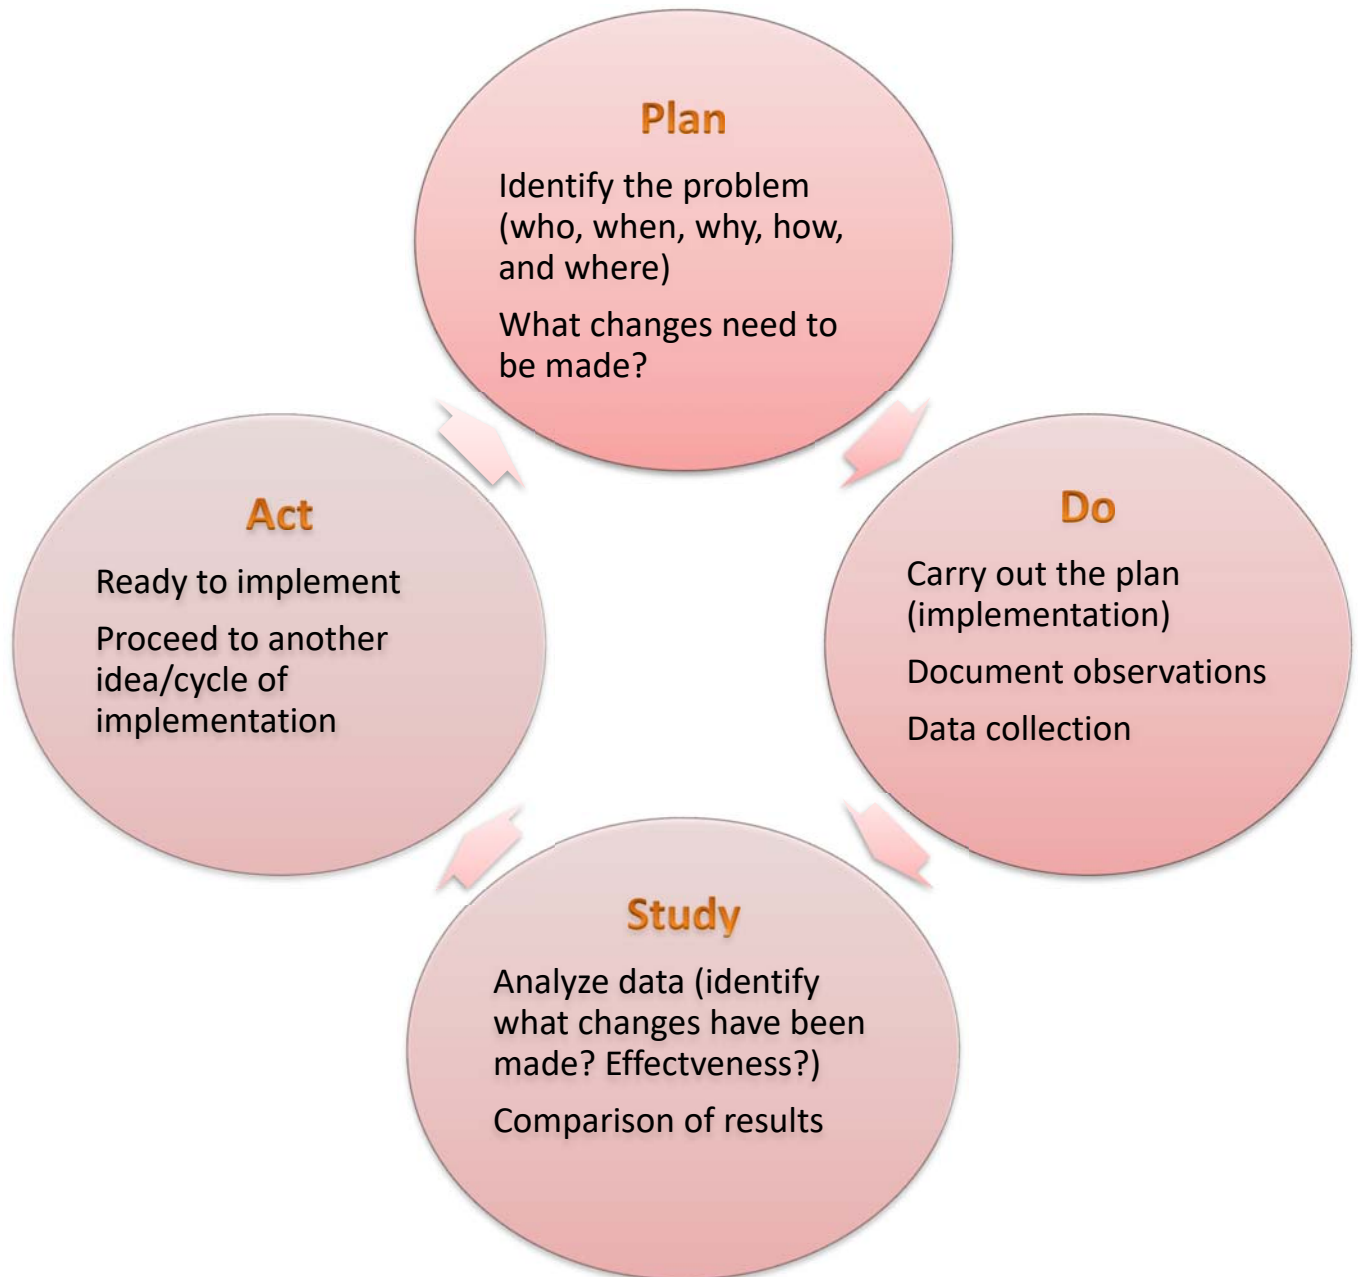 Plan
Identify the problem
(who, when, why, how,
and where)
What changes need to
be made?
Do
Carry out the plan
(implementation)
Document observations
Data collection
Study
Analyze data (identify
what changes have been
made? Effectveness?)
Comparison of results
Act
Ready to implement
Proceed to another
idea/cycle of
implementation